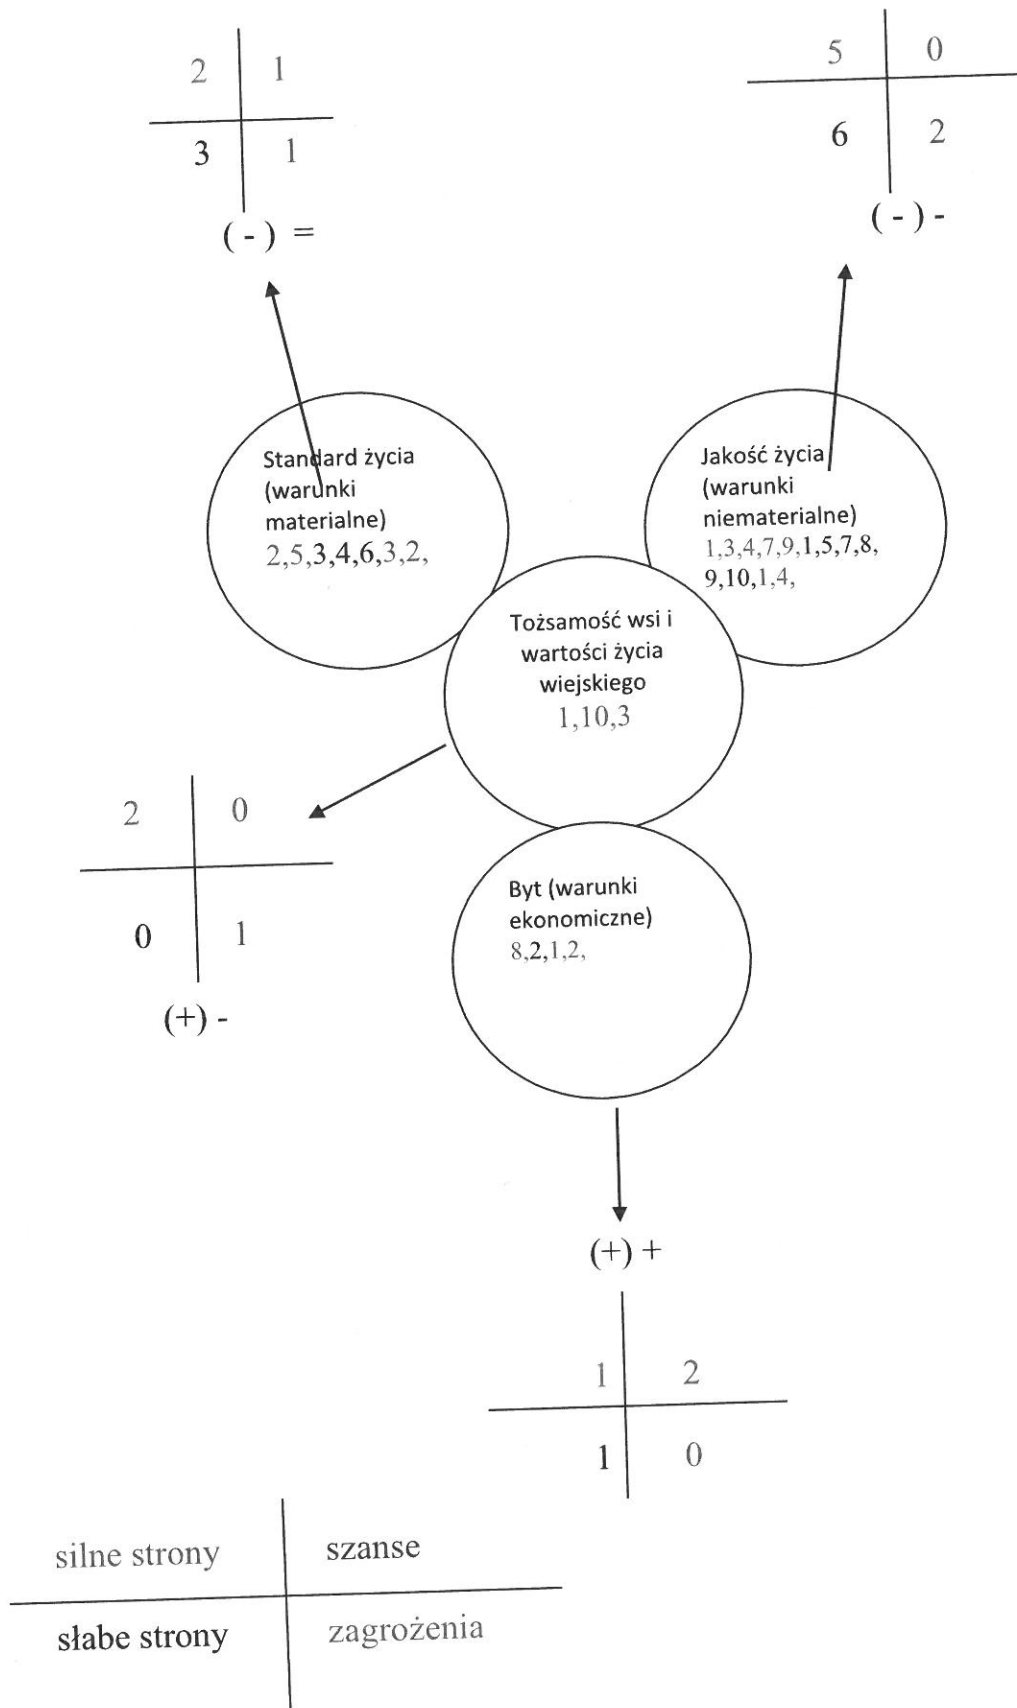 2 1
3 1
( - ) =
5 0
6 2
( - ) -
Standard życia
(warunki
materialne)
2,5,3,4,6,3,2,
Jakość życia
(warunki
niematerialne)
1,3,4,7,9,1,5,7,8,
9,10,1,4,
Tożsamość wsi i
wartości życia
wiejskiego
1,10,3
2 0
0 1
(+) -
Byt (warunki
ekonomiczne)
8,2,1,2,
(+) +
1 2
1 0
silne strony szanse
słabe strony zagrożenia